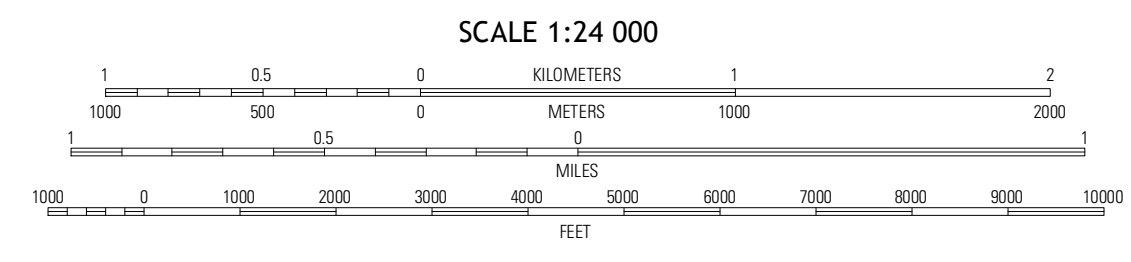 SCALE 1:24 000
1 0.5 0 KILOMETERS 1 2
1000 500 0 METERS 1000 2000
1 0.5 0 1
MILES
1000 0 1000 2000 3000 4000 5000 6000 7000 8000 9000 10000
FEET